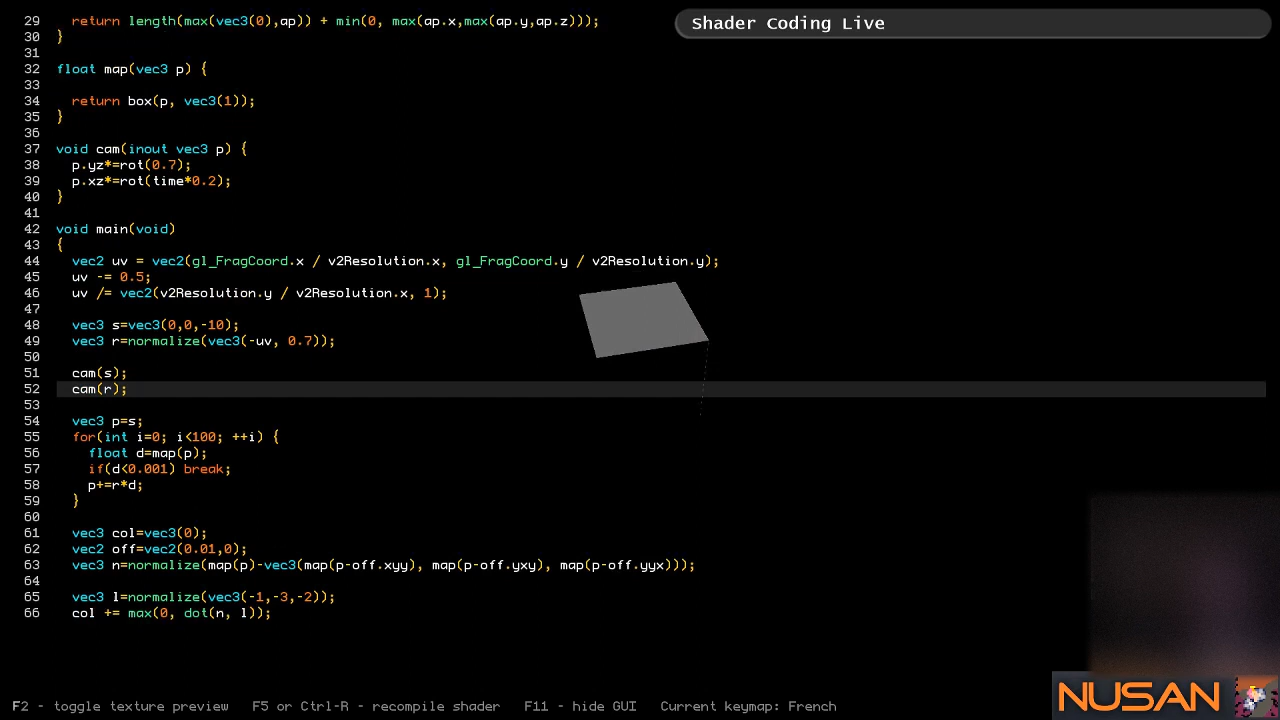 29   return length(max(vec3(0),ap)) + min(0, max(ap.x,max(ap.y,ap.z)));
Shader Coding Live
30 }
31
32 float map(vec3 p) {
33
34   return box(p, vec3(1));
35 }
36
37 void cam(inout vec3 p) {
38   p.yz*=rot(0.7);
39   p.xz*=rot(time*0.2);
40 }
41
42 void main(void)
43 {
44   vec2 uv = vec2(gl_FragCoord.x / v2Resolution.x, gl_FragCoord.y / v2Resolution.y);
45   uv -= 0.5;
46   uv /= vec2(v2Resolution.y / v2Resolution.x, 1);
47
48   vec3 s=vec3(0,0,-10);
49   vec3 r=normalize(vec3(-uv, 0.7));
50
51   cam(s);
52   cam(r);
53
54   vec3 p=s;
55   for(int i=0; i<100; ++i) {
56     float d=map(p);
57     if(d<0.001) break;
58     p+=r*d;
59   }
60
61   vec3 col=vec3(0);
62   vec2 off=vec2(0.01,0);
63   vec3 n=normalize(map(p)-vec3(map(p-off.xyy), map(p-off.yxy), map(p-off.yyx)));
64
65   vec3 l=normalize(vec3(-1,-3,-2));
66   col += max(0, dot(n, l));
F2 - toggle texture preview   F5 or Ctrl-R - recompile shader   F11 - hide GUI   Current keymap: French
NUSAN